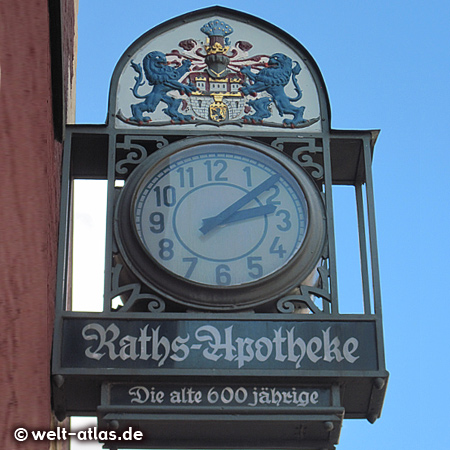 11 12 1
10 2
9 3
8 4
7 6 5
Raths-Apotheke
Die alte 600 jährige
© welt-atlas.de